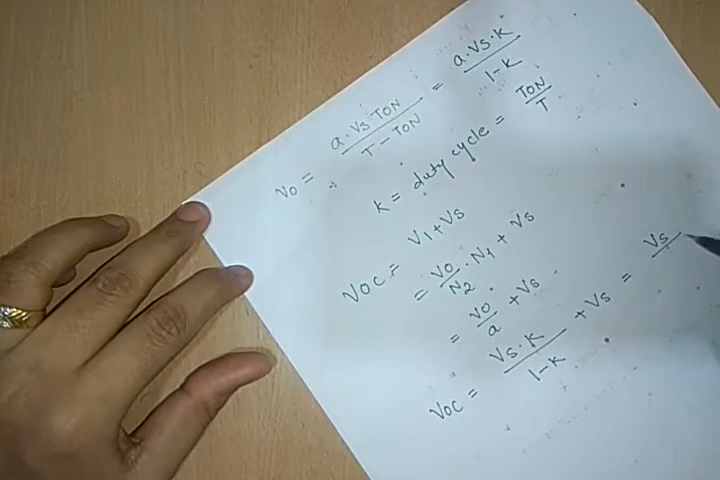 Vo = a·Vs TON / T-TON = a·Vs·K / 1-K
K = duty cycle = TON / T
Voc = V1+Vs
= Vo / N2 · N1 + Vs
= Vo / a + Vs
Voc = Vs·K / 1-K + Vs = Vs